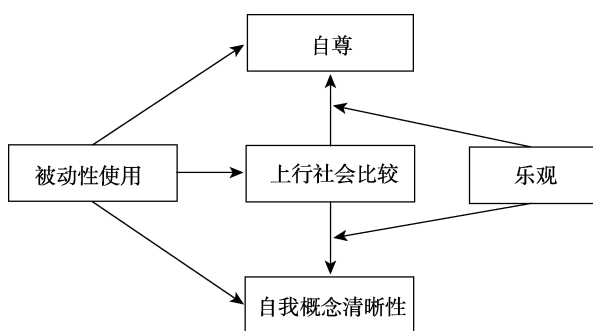 自尊
被动性使用
上行社会比较
乐观
自我概念清晰性